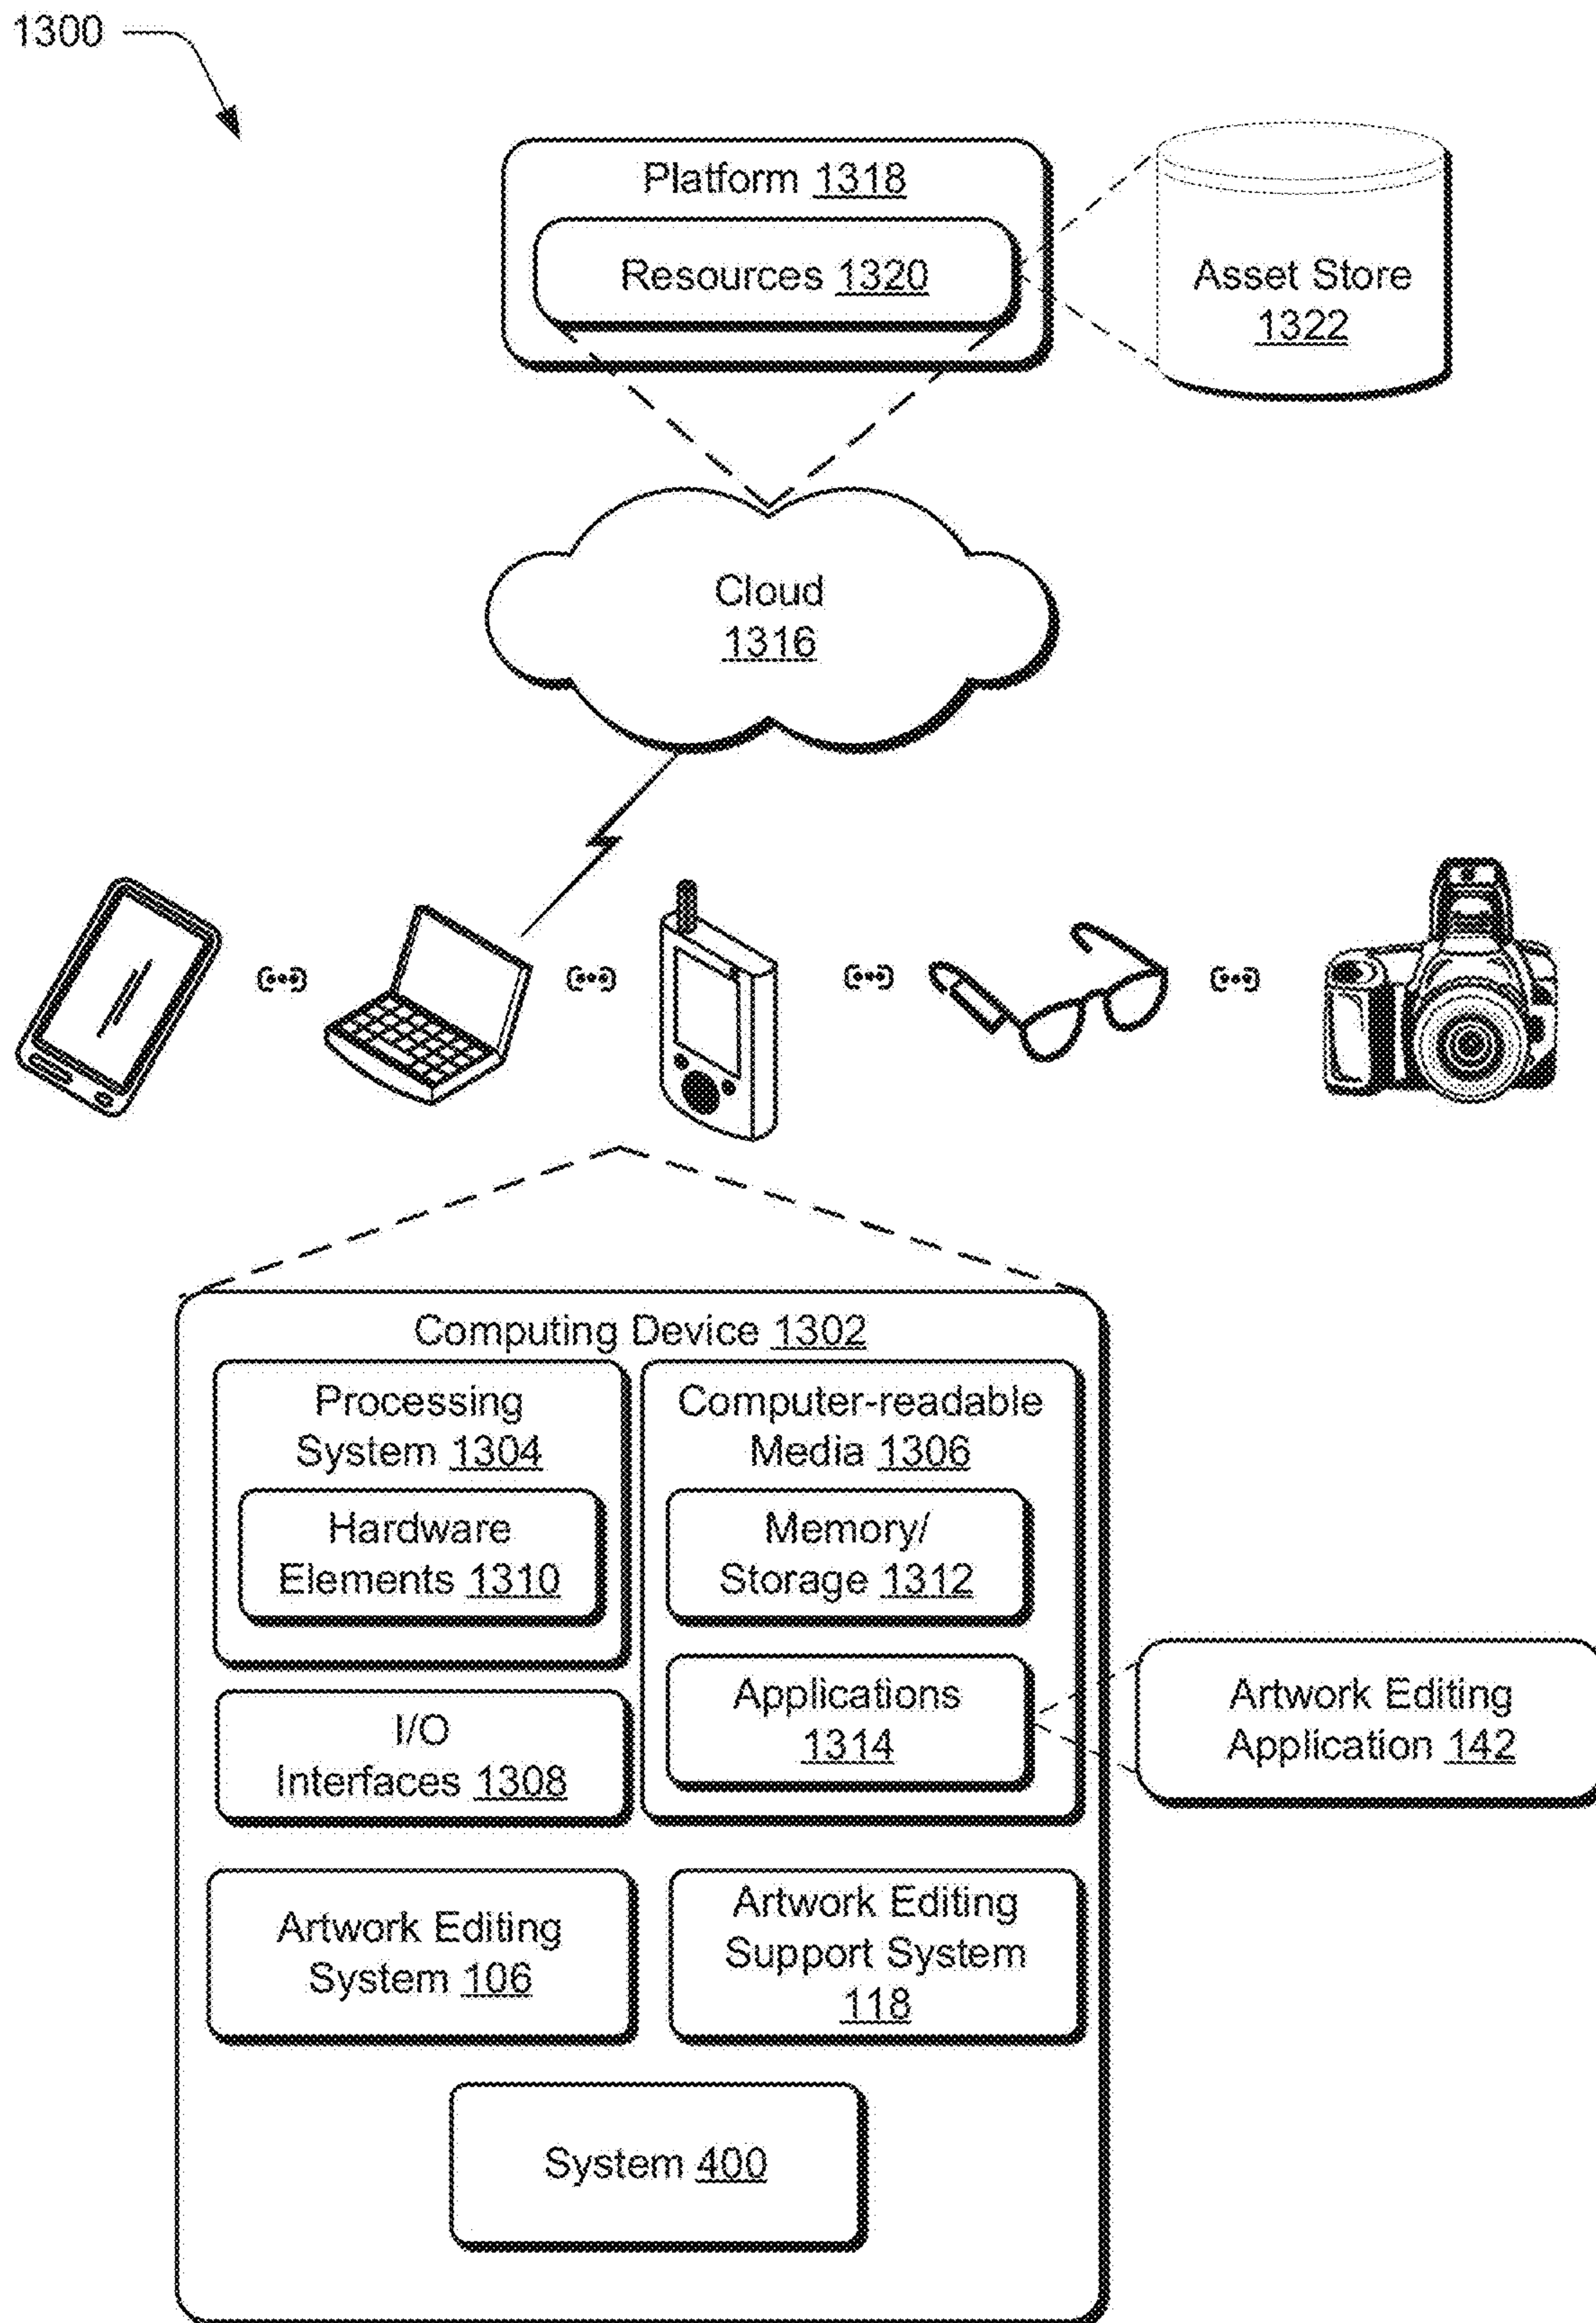 1300
Platform 1318
Resources 1320
Asset Store
1322
Cloud
1316
Computing Device 1302
Processing
System 1304
Hardware
Elements 1310
I/O
Interfaces 1308
Computer-readable
Media 1306
Memory/
Storage 1312
Applications
1314
Artwork Editing
Application 142
Artwork Editing
System 106
Artwork Editing
Support System
118
System 400